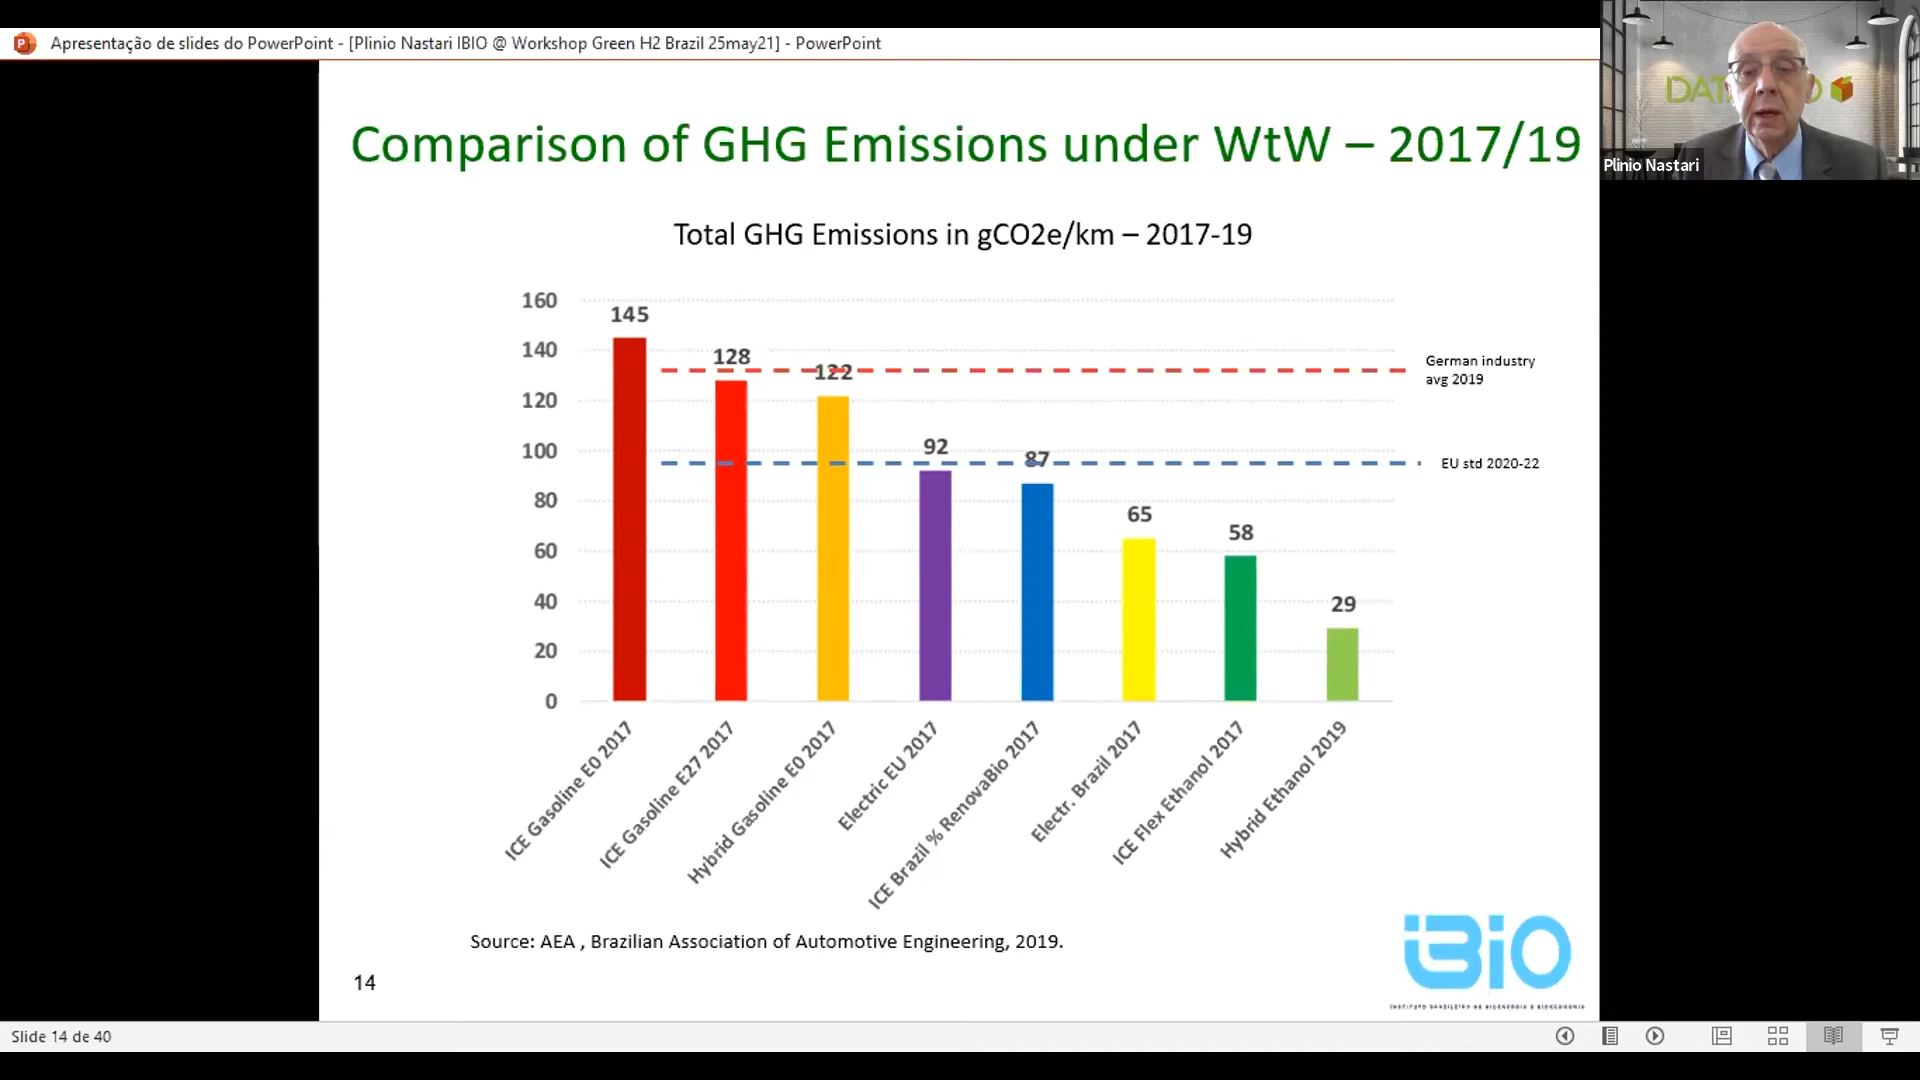 Apresentação de slides do PowerPoint - [Plinio Nastari IBIO @ Workshop Green H2 Brazil 25may21] - PowerPoint
Plinio Nastari
Comparison of GHG Emissions under WtW – 2017/19
Total GHG Emissions in gCO2e/km – 2017-19
160
140
120
100
80
60
40
20
0
145
128
122
92
87
65
58
29
German industry
avg 2019
EU std 2020-22
ICE Gasoline E0 2017
ICE Gasoline E27 2017
Hybrid Gasoline E0 2017
Electric EU 2017
ICE Brazil % RenovaBio 2017
Electr. Brazil 2017
ICE Flex Ethanol 2017
Hybrid Ethanol 2019
Source: AEA , Brazilian Association of Automotive Engineering, 2019.
iBiO
INSTITUTO BRASILEIRO DE BIOENERGIA E BIOECONOMIA
14
Slide 14 de 40